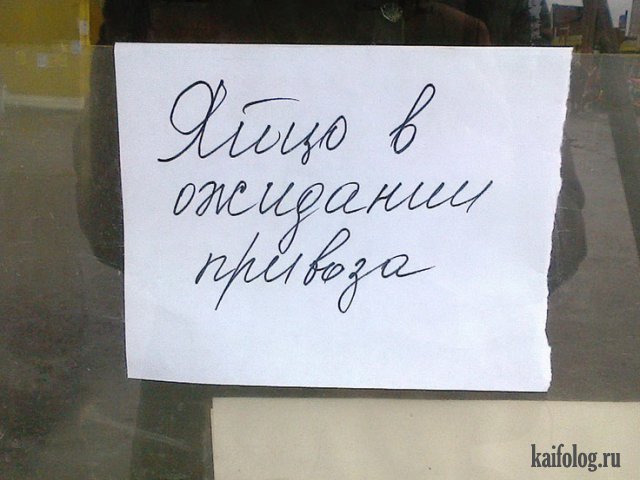 Яйцо в
ожидании
привоза
kaifolog.ru